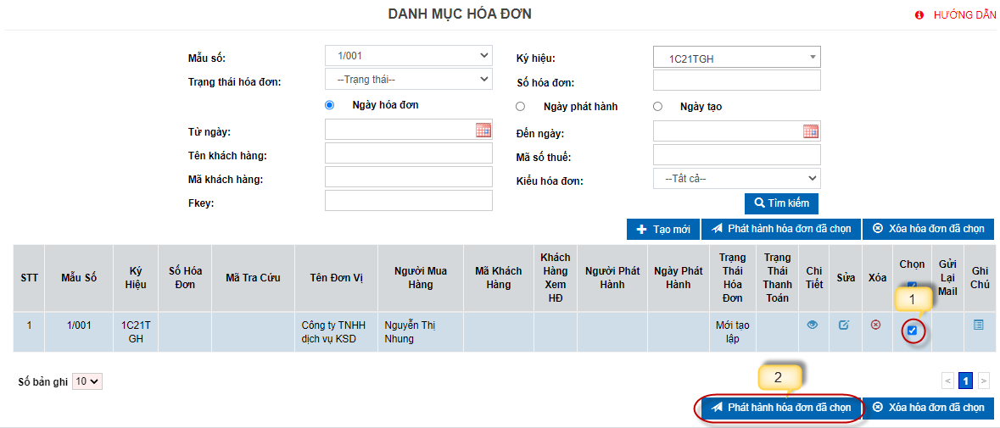 DANH MỤC HÓA ĐƠN
HƯỚNG DẪN
Mẫu số: 1/001 Ký hiệu: 1C21TGH
Trạng thái hóa đơn: --Trạng thái-- Số hóa đơn:
Ngày hóa đơn Ngày phát hành Ngày tạo
Từ ngày: Đến ngày:
Tên khách hàng: Mã số thuế:
Mã khách hàng: Kiểu hóa đơn: --Tất cả--
Fkey:
Tìm kiếm
Tạo mới Phát hành hóa đơn đã chọn Xóa hóa đơn đã chọn
STT Mẫu Số Ký Hiệu Số Hóa Đơn Mã Tra Cứu Tên Đơn Vị Người Mua Hàng Mã Khách Hàng Khách Hàng Xem HĐ Người Phát Hành Ngày Phát Hành Trạng Thái Hóa Đơn Trạng Thái Thanh Toán Chi Tiết Sửa Xóa Chọn Gửi Lại Mail Ghi Chú
1
1 1/001 1C21T GH Công ty TNHH dịch vụ KSD Nguyễn Thị Nhung Mới tạo lập
Số bản ghi 10
2
< 1 >
Phát hành hóa đơn đã chọn Xóa hóa đơn đã chọn